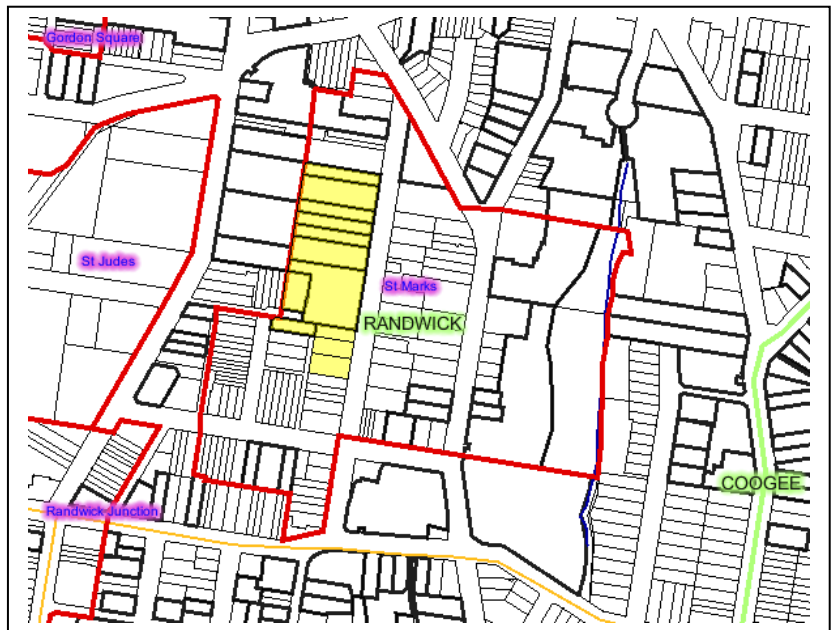 Gordon Square
St Judes
St Marks
RANDWICK
COOGEE
Randwick Junction